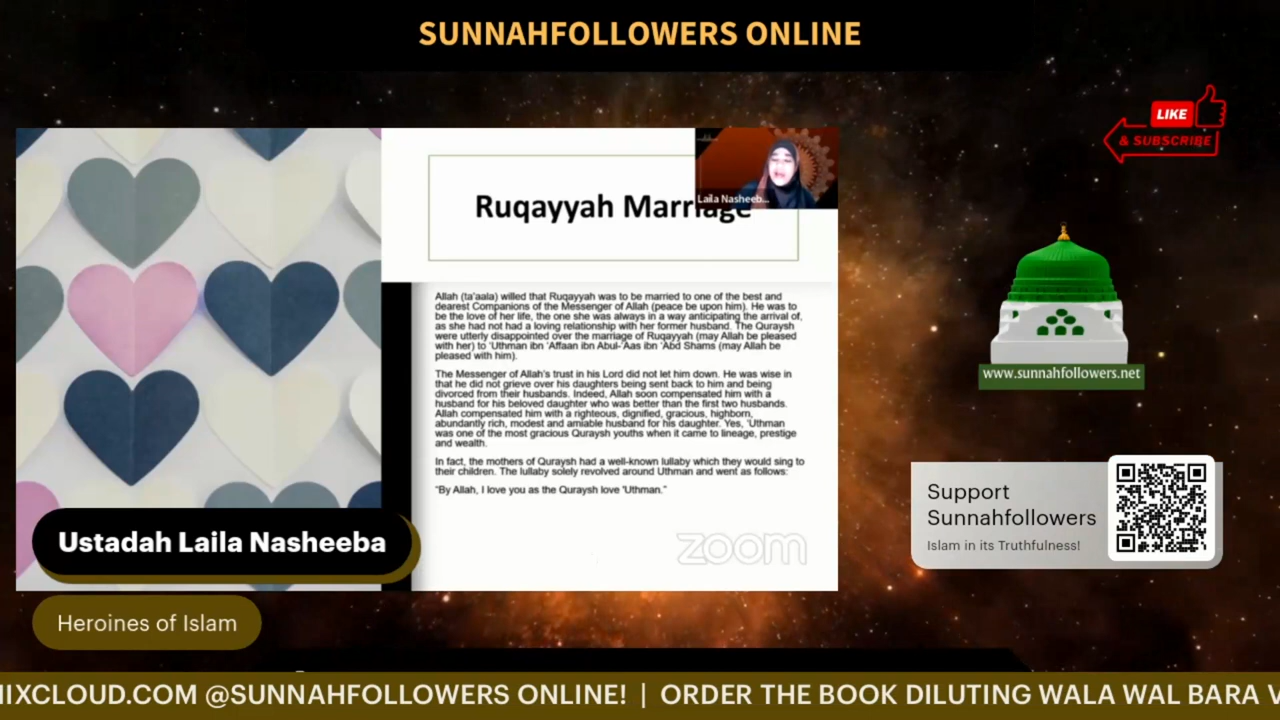 SUNNAHFOLLOWERS ONLINE
LIKE
& SUBSCRIBE
Ruqayyah Marriage
Laila Nasheeb...
Allah (ta'aala) willed that Ruqayyah was to be married to one of the best and
dearest Companions of the Messenger of Allah (peace be upon him). He was to
be the love of her life, the one she was always in a way anticipating the arrival of,
as she had not had a loving relationship with her former husband. The Quraysh
were utterly disappointed over the marriage of Ruqayyah (may Allah be pleased
with her) to 'Uthman ibn 'Affaan ibn Abul-'Aas ibn 'Abd Shams (may Allah be
pleased with him).
The Messenger of Allah's trust in his Lord did not let him down. He was wise in
that he did not grieve over his daughters being sent back to him and being
divorced from their husbands. Indeed, Allah soon compensated him with a
husband for his beloved daughter who was better than the first two husbands.
Allah compensated him with a righteous, dignified, gracious, highborn,
abundantly rich, modest and amiable husband for his daughter. Yes, 'Uthman
was one of the most gracious Quraysh youths when it came to lineage, prestige
and wealth.
In fact, the mothers of Quraysh had a well-known lullaby which they would sing to
their children. The lullaby solely revolved around Uthman and went as follows:
"By Allah, I love you as the Quraysh love 'Uthman."
zoom
www.sunnahfollowers.net
Support
Sunnahfollowers
Islam in its Truthfulness!
Ustadah Laila Nasheeba
Heroines of Islam
IIXCLOUD.COM @SUNNAHFOLLOWERS ONLINE! | ORDER THE BOOK DILUTING WALA WAL BARA V